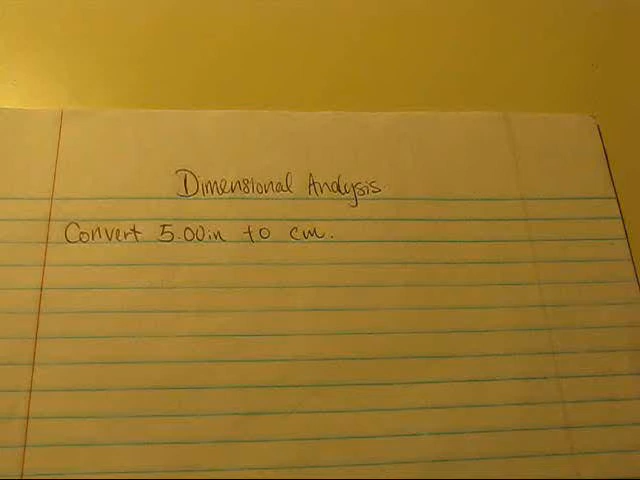 Dimensional Analysis
Convert 5.00in to cm.